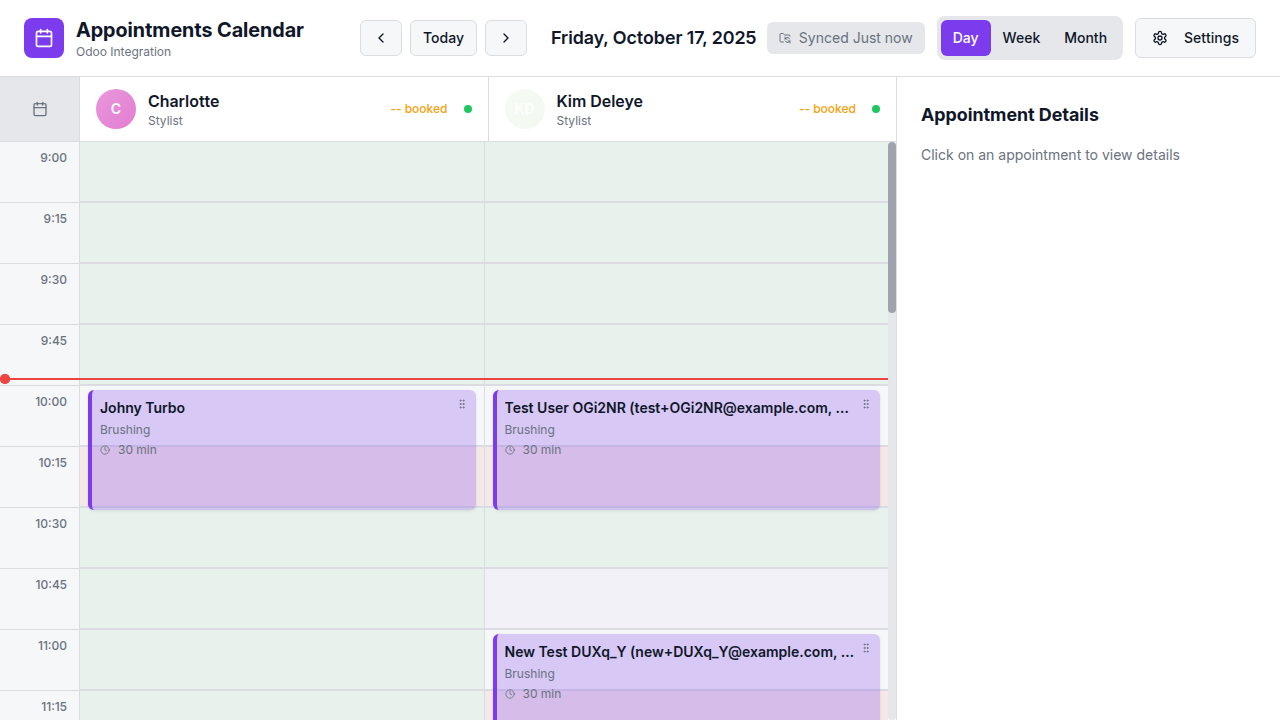 Appointments Calendar
Odoo Integration
Today
Friday, October 17, 2025
Synced Just now
Day
Week
Month
Settings
C
Charlotte
Stylist
-- booked
KD
Kim Deleye
Stylist
-- booked
Appointment Details
Click on an appointment to view details
9:00
9:15
9:30
9:45
10:00
10:15
10:30
10:45
11:00
11:15
Johny Turbo
Brushing
30 min
Test User OGi2NR (test+OGi2NR@example.com, ...
Brushing
30 min
New Test DUXq_Y (new+DUXq_Y@example.com, ...
Brushing
30 min